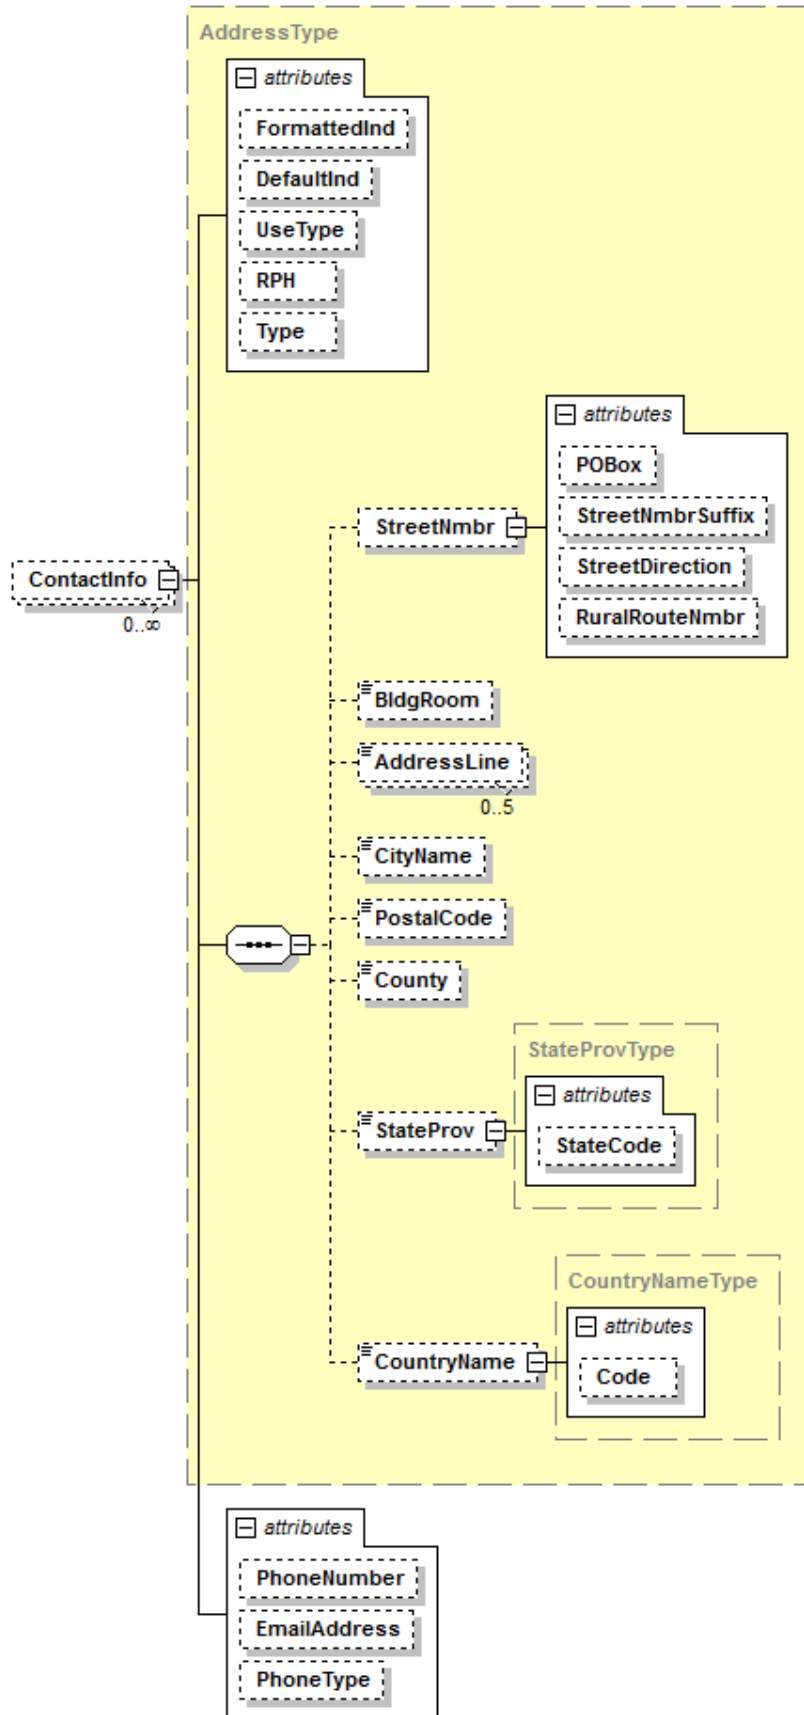 AddressType
attributes
FormattedInd
DefaultInd
UseType
RPH
Type
attributes
POBox
StreetNmbr
StreetNmbrSuffix
StreetDirection
RuralRouteNmbr
ContactInfo
0..∞
BldgRoom
AddressLine
0..5
CityName
PostalCode
County
StateProvType
attributes
StateProv
StateCode
CountryNameType
attributes
CountryName
Code
attributes
PhoneNumber
EmailAddress
PhoneType